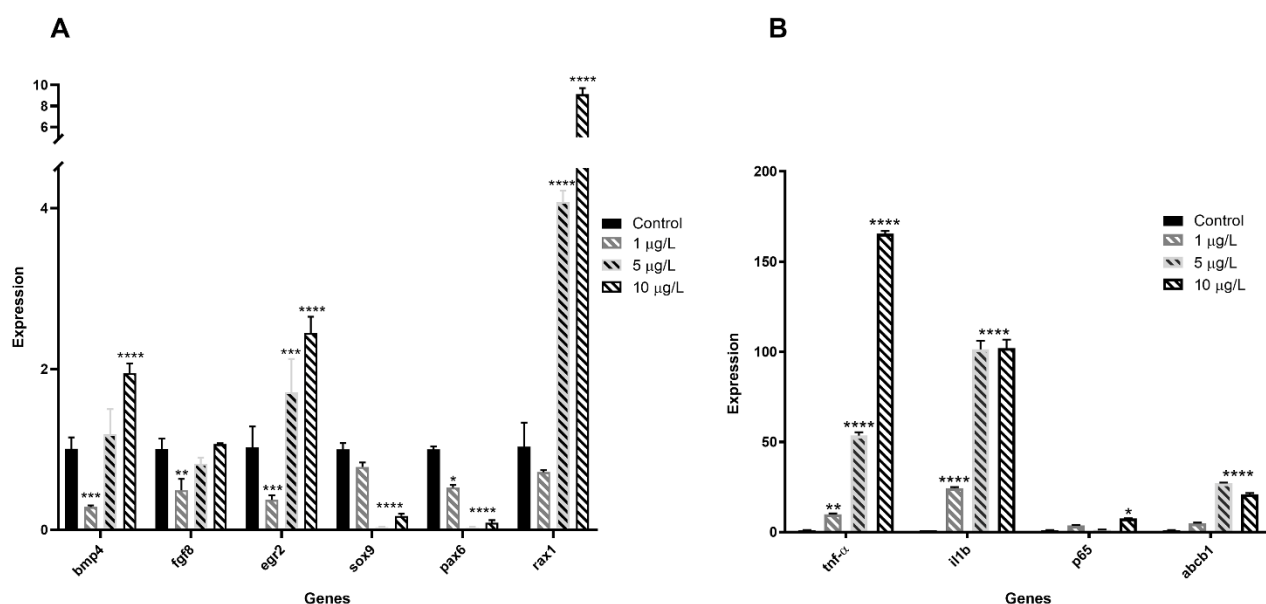 A
Expression
10
8
6
4
2
0
****
****
***
****
**
***
***
****
****
*
****
bmp4
fgf8
egr2
sox9
pax6
rax1
Genes
Control
1 μg/L
5 μg/L
10 μg/L
B
Expression
200
150
100
50
0
****
****
****
**
****
*
****
tnf-α
il1b
p65
abcb1
Genes
Control
1 μg/L
5 μg/L
10 μg/L